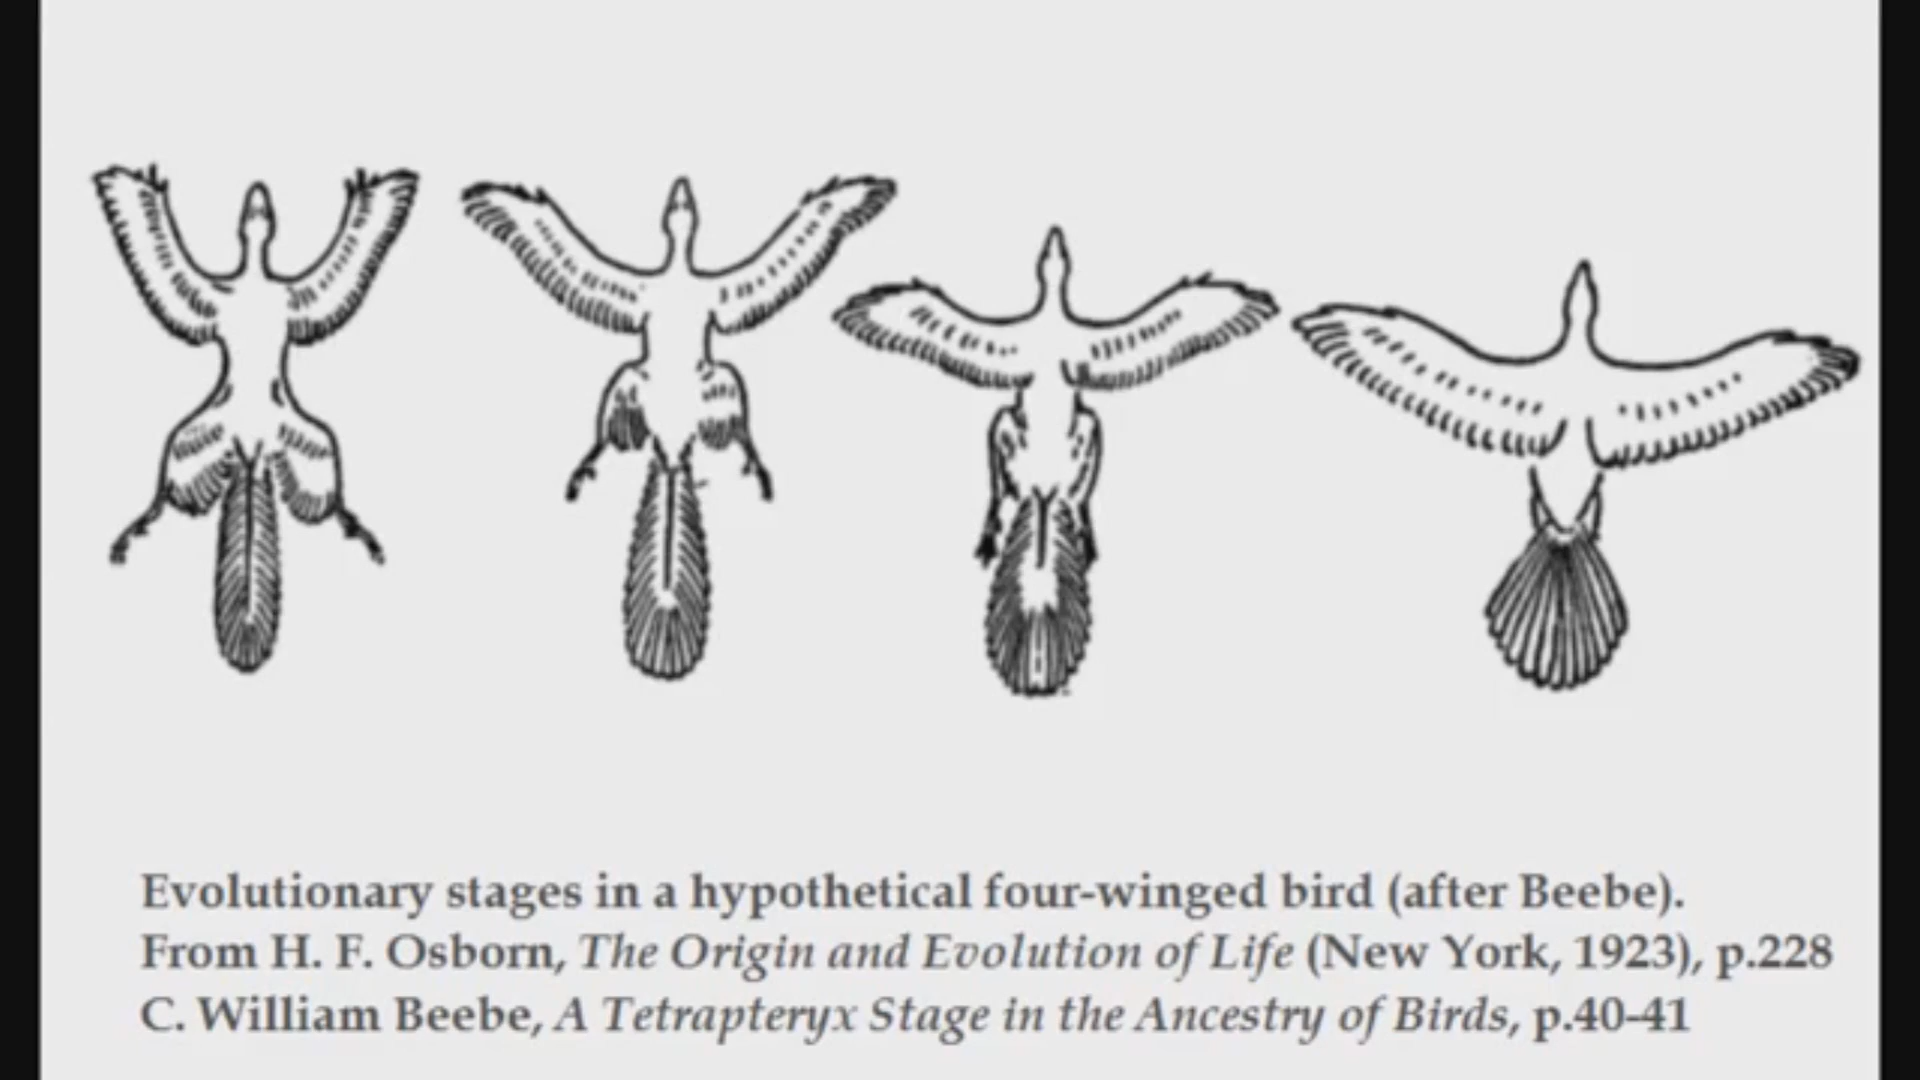 Evolutionary stages in a hypothetical four-winged bird (after Beebe).
From H. F. Osborn, The Origin and Evolution of Life (New York, 1923), p.228
C. William Beebe, A Tetrapteryx Stage in the Ancestry of Birds, p.40-41